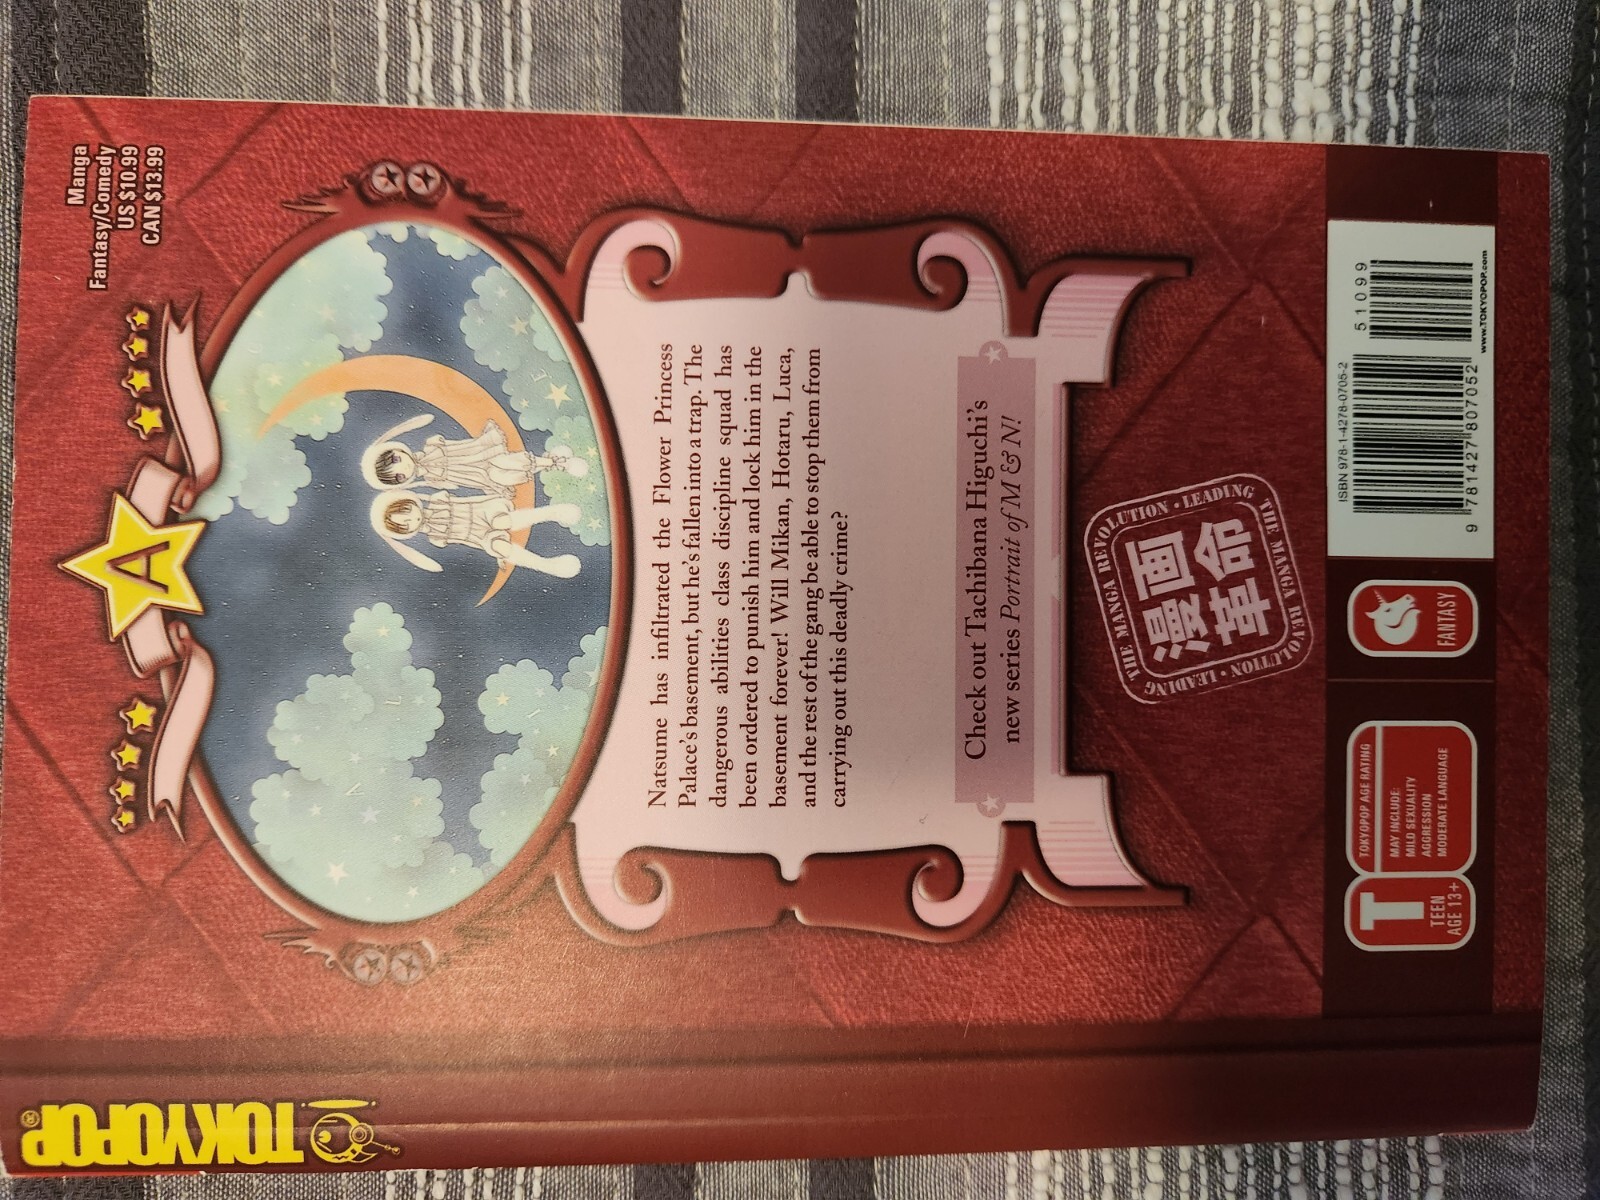 Manga
Fantasy/Comedy
US $10.99
CAN $13.99
A
Natsume has infiltrated the Flower Princess
Palace's basement, but he's fallen into a trap. The
dangerous abilities class discipline squad has
been ordered to punish him and lock him in the
basement forever! Will Mikan, Hotaru, Luca,
and the rest of the gang be able to stop them from
carrying out this deadly crime?
Check out Tachibana Higuchi's
new series Portrait of M & N!
THE MANGA REVOLUTION • LEADING THE MANGA REVOLUTION • LEADING
漫画
革命
T
TEEN
AGE 13+
TOKYOPOP AGE RATING
MAY INCLUDE:
MILD SEXUALITY
AGGRESSION
MODERATE LANGUAGE
FANTASY
ISBN 978-1-4278-0705-2
51099
9 781427 807052
www.TOKYOPOP.com
TOKYOPOP®